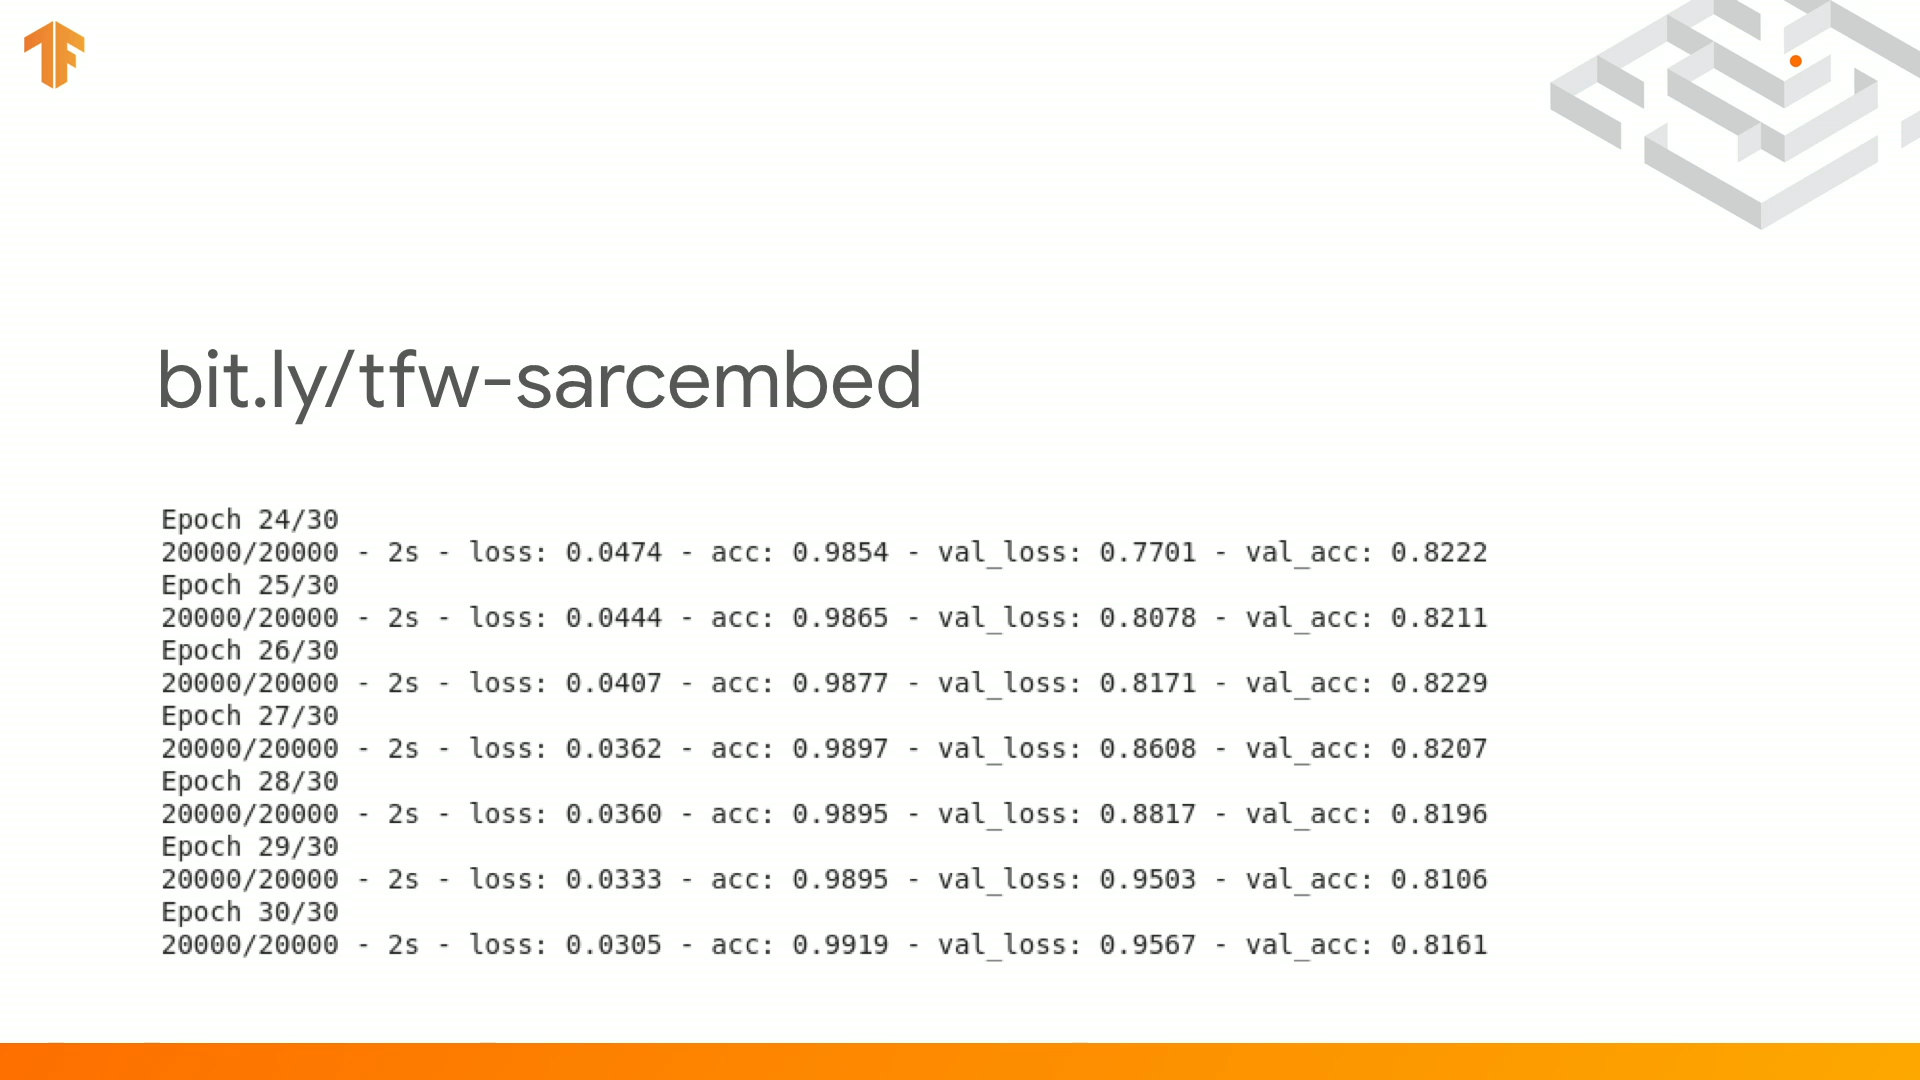 bit.ly/tfw-sarcembed
Epoch 24/30
20000/20000 - 2s - loss: 0.0474 - acc: 0.9854 - val_loss: 0.7701 - val_acc: 0.8222
Epoch 25/30
20000/20000 - 2s - loss: 0.0444 - acc: 0.9865 - val_loss: 0.8078 - val_acc: 0.8211
Epoch 26/30
20000/20000 - 2s - loss: 0.0407 - acc: 0.9877 - val_loss: 0.8171 - val_acc: 0.8229
Epoch 27/30
20000/20000 - 2s - loss: 0.0362 - acc: 0.9897 - val_loss: 0.8608 - val_acc: 0.8207
Epoch 28/30
20000/20000 - 2s - loss: 0.0360 - acc: 0.9895 - val_loss: 0.8817 - val_acc: 0.8196
Epoch 29/30
20000/20000 - 2s - loss: 0.0333 - acc: 0.9895 - val_loss: 0.9503 - val_acc: 0.8106
Epoch 30/30
20000/20000 - 2s - loss: 0.0305 - acc: 0.9919 - val_loss: 0.9567 - val_acc: 0.8161